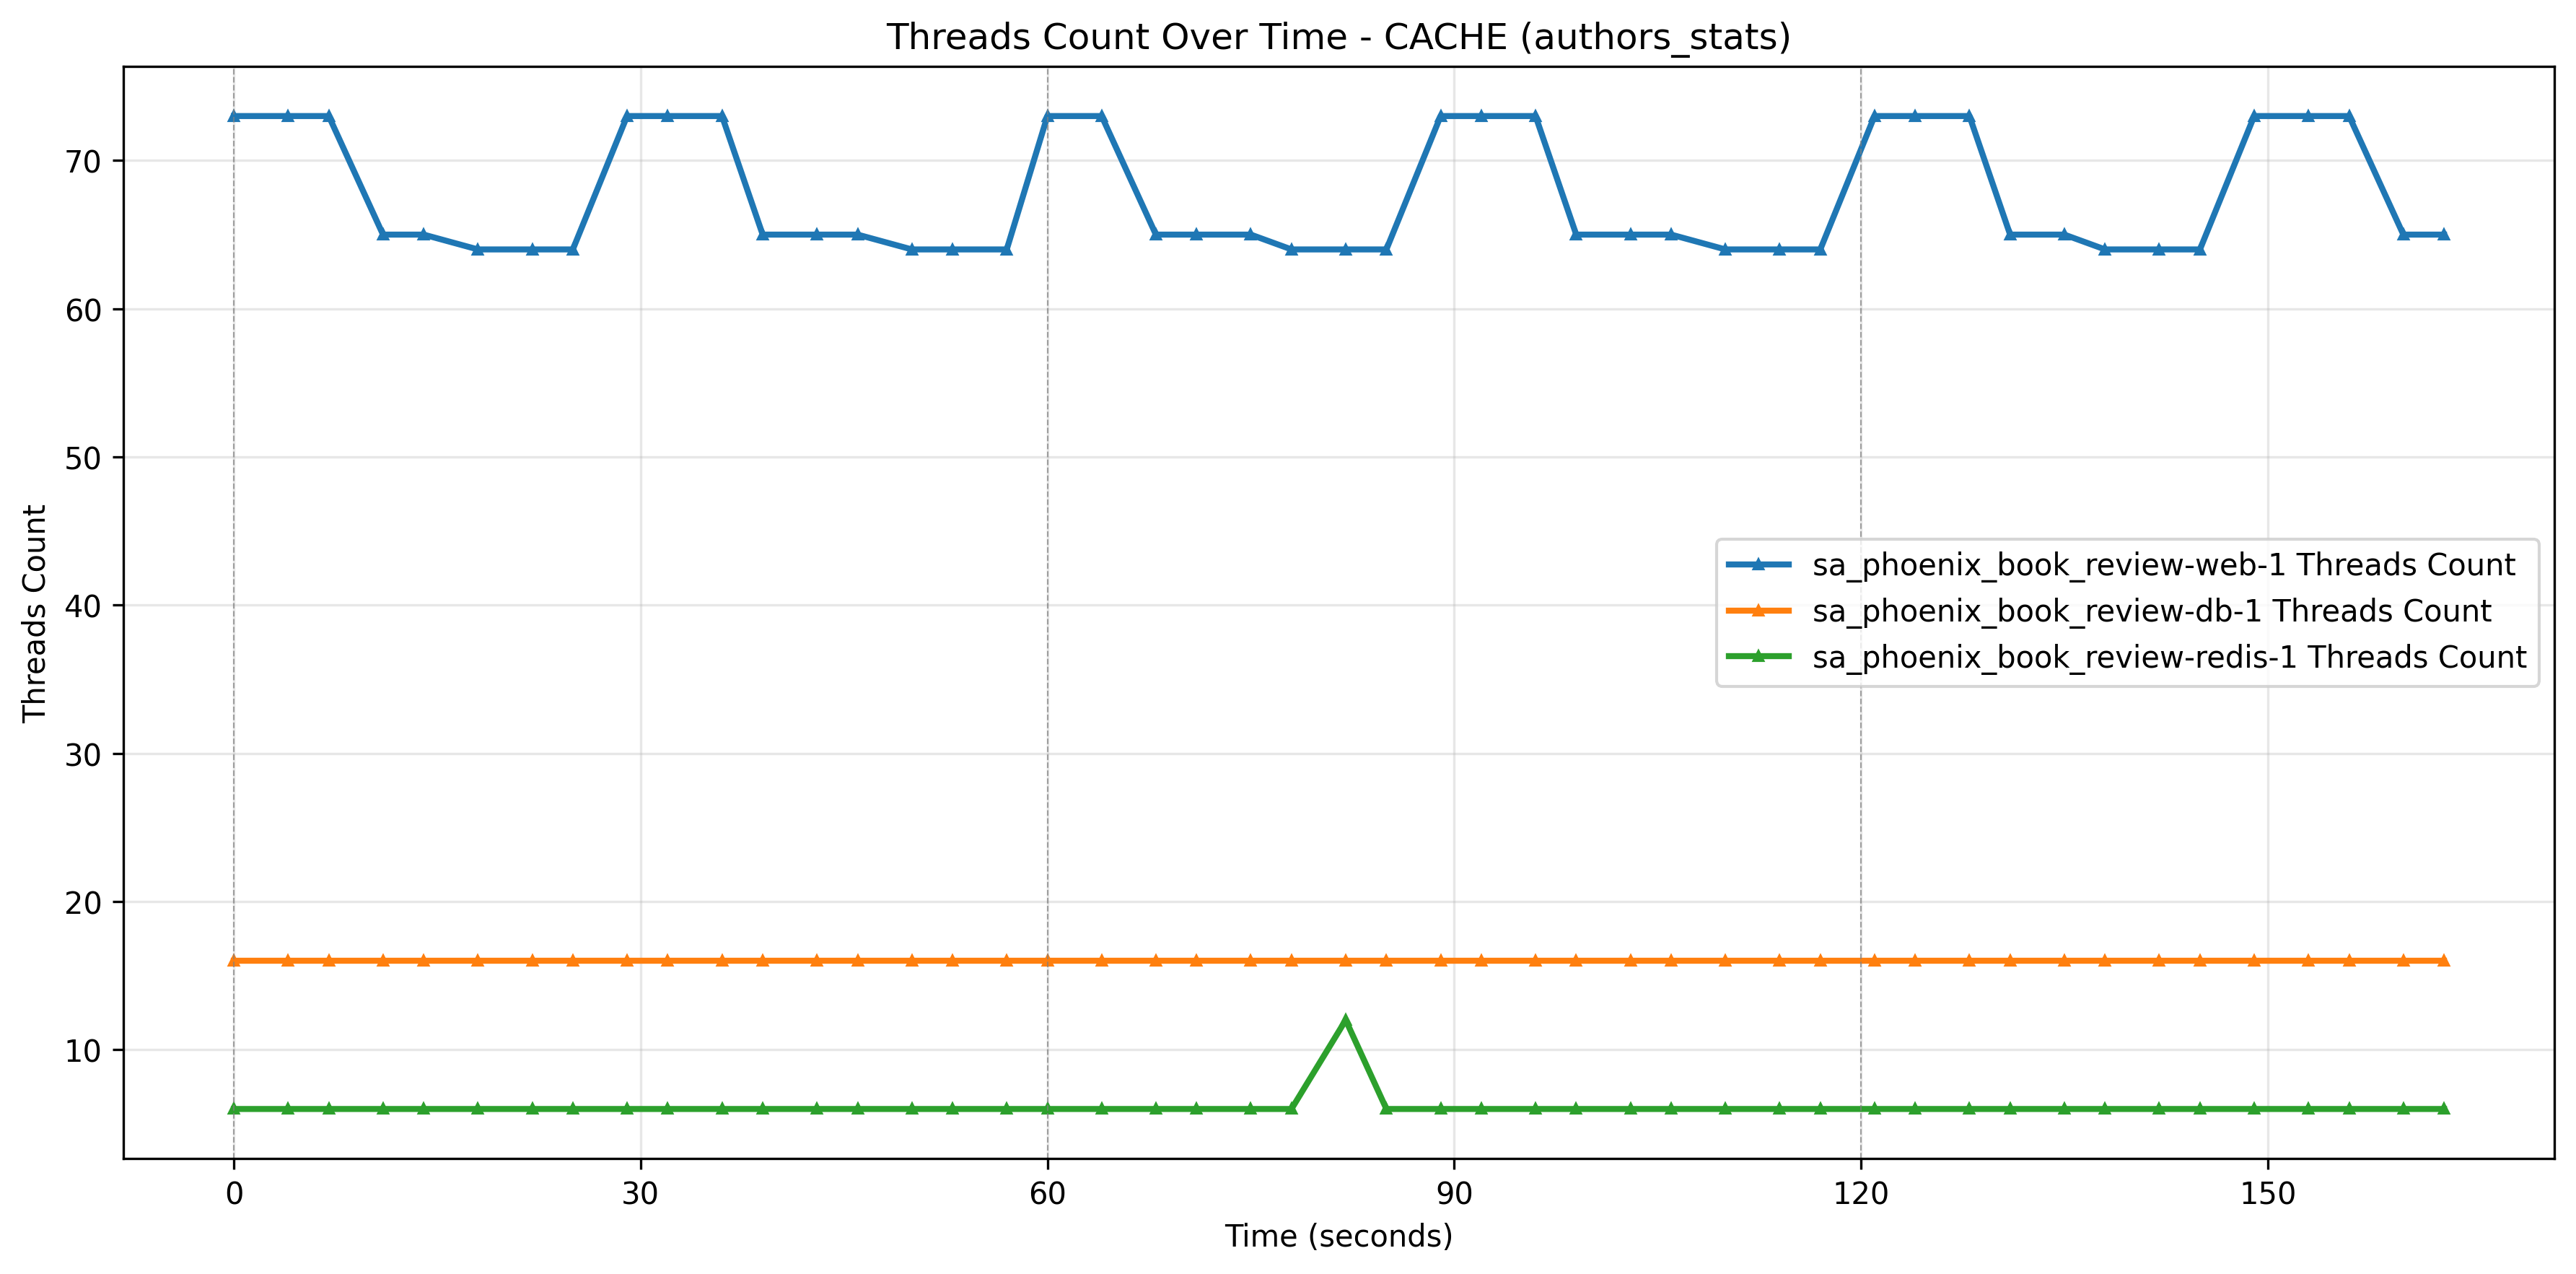 Threads Count Over Time - CACHE (authors_stats)
Threads Count
70
60
50
40
30
20
10
sa_phoenix_book_review-web-1 Threads Count
sa_phoenix_book_review-db-1 Threads Count
sa_phoenix_book_review-redis-1 Threads Count
0 30 60 90 120 150
Time (seconds)